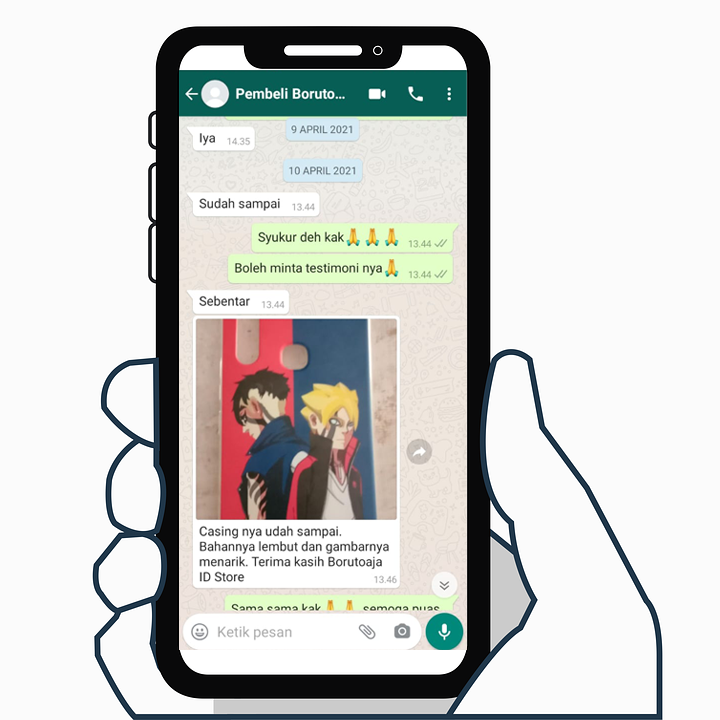 Pembeli Boruto...
9 APRIL 2021
Iya 14.35
10 APRIL 2021
Sudah sampai 13.44
Syukur deh kak🙏🙏🙏 13.44
Boleh minta testimoni nya🙏 13.44
Sebentar 13.44
Casing nya udah sampai.
Bahannya lembut dan gambarnya
menarik. Terima kasih Borutoaja
ID Store 13.46
Sama sama kak🙏🙏 semoga puas
Ketik pesan